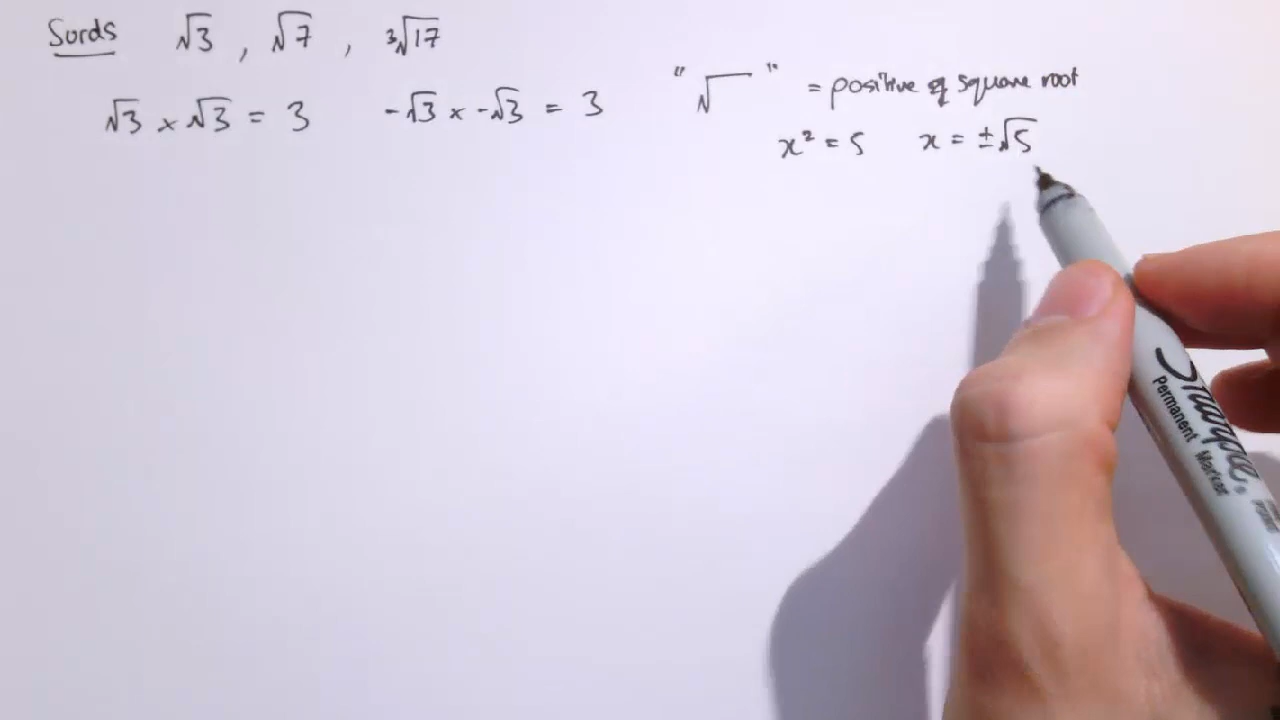 Surds √3 , √7 , ³√17
√3 × √3 = 3 -√3 × -√3 = 3 "√‾" = positive of square root
x² = 5 x = ±√5
Sharpie
Permanent Marker